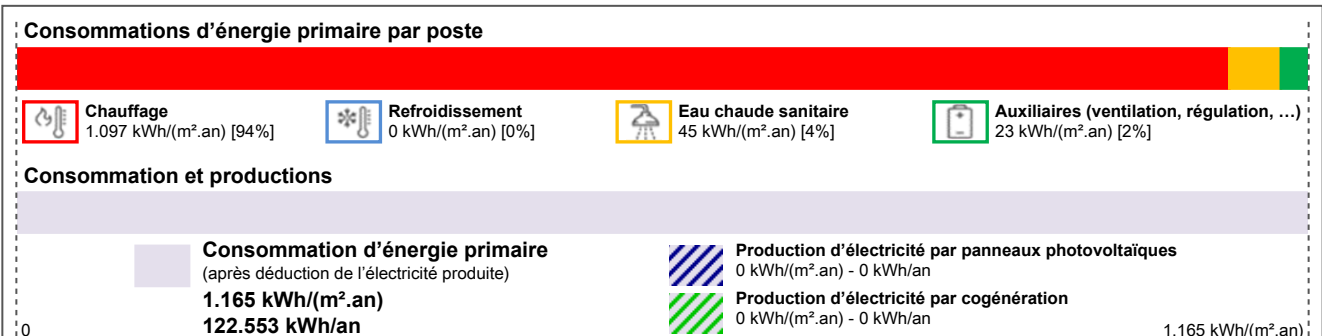 Consommations d’énergie primaire par poste
Chauffage
1.097 kWh/(m².an) [94%]
Refroidissement
0 kWh/(m².an) [0%]
Eau chaude sanitaire
45 kWh/(m².an) [4%]
Auxiliaires (ventilation, régulation, …)
23 kWh/(m².an) [2%]
Consommation et productions
Consommation d’énergie primaire
(après déduction de l’électricité produite)
1.165 kWh/(m².an)
122.553 kWh/an
Production d’électricité par panneaux photovoltaïques
0 kWh/(m².an) - 0 kWh/an
Production d’électricité par cogénération
0 kWh/(m².an) - 0 kWh/an
0
1.165 kWh/(m².an)